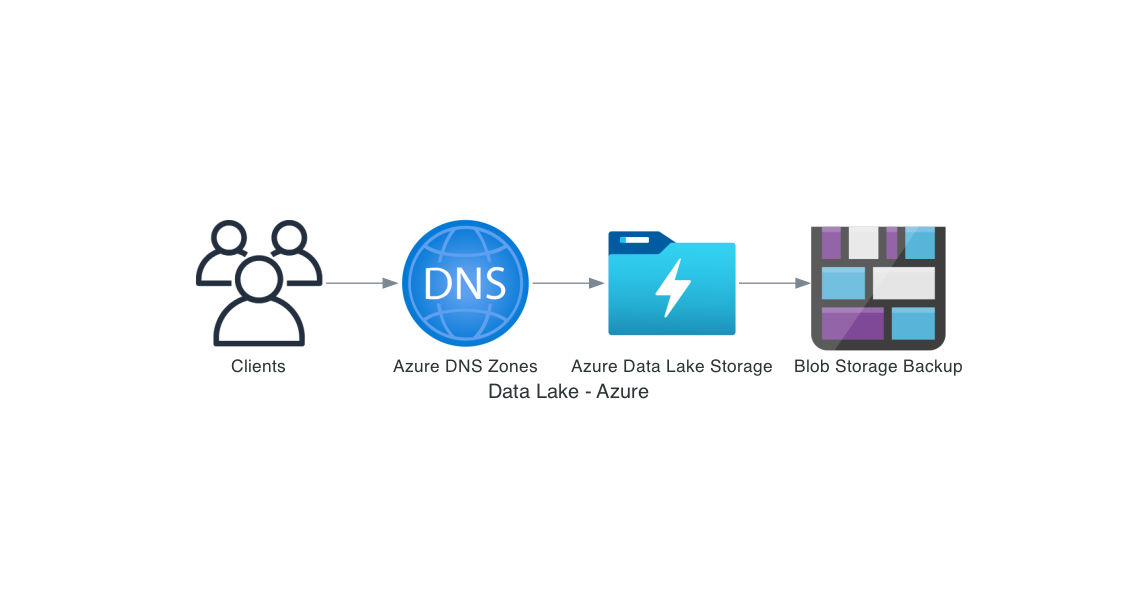 DNS
Clients
Azure DNS Zones
Azure Data Lake Storage
Blob Storage Backup
Data Lake - Azure